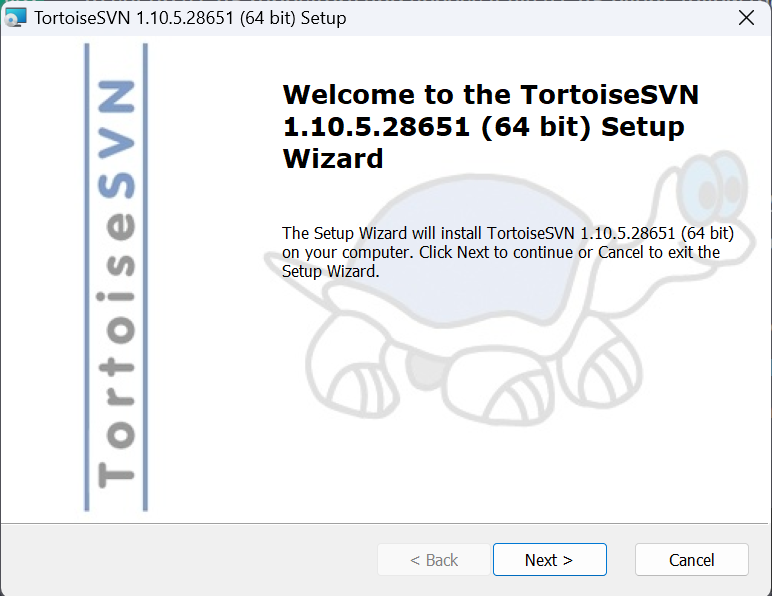 TortoiseSVN 1.10.5.28651 (64 bit) Setup
TortoiseSVN
Welcome to the TortoiseSVN
1.10.5.28651 (64 bit) Setup
Wizard
The Setup Wizard will install TortoiseSVN 1.10.5.28651 (64 bit)
on your computer. Click Next to continue or Cancel to exit the
Setup Wizard.
< Back
Next >
Cancel